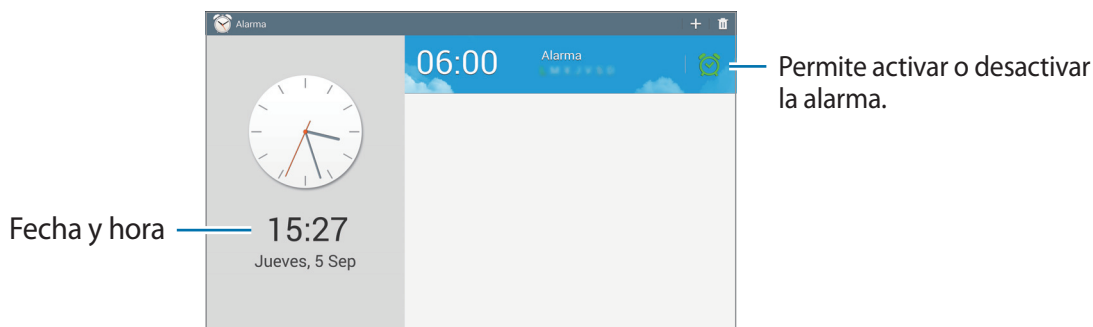 Alarma
06:00
Alarma
L M X J V S D
Permite activar o desactivar
la alarma.
Fecha y hora
15:27
Jueves, 5 Sep